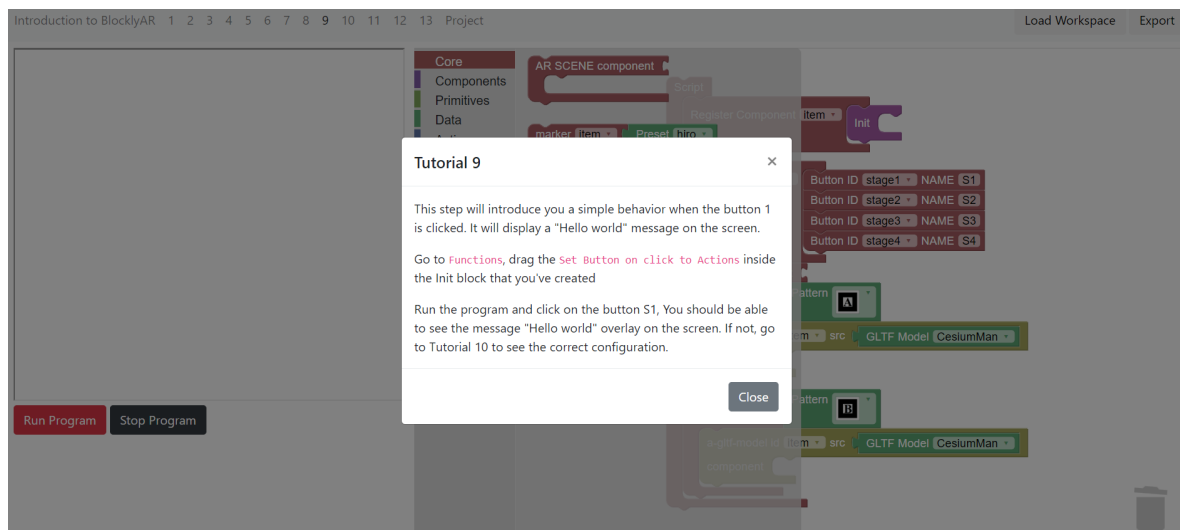 Introduction to BlocklyAR 1 2 3 4 5 6 7 8 9 10 11 12 13 Project
Load Workspace Export
Core
Components
Primitives
Data
AR SCENE component
marker item Preset hiro
Script
Register Component item Init
Button ID stage1 NAME S1
Button ID stage2 NAME S2
Button ID stage3 NAME S3
Button ID stage4 NAME S4
Pattern A
src GLTF Model CesiumMan
Pattern B
a-gltf-model id item src GLTF Model CesiumMan
component
Tutorial 9 ×
This step will introduce you a simple behavior when the button 1
is clicked. It will display a "Hello world" message on the screen.
Go to Functions, drag the Set Button on click to Actions inside
the Init block that you've created
Run the program and click on the button S1, You should be able
to see the message "Hello world" overlay on the screen. If not, go
to Tutorial 10 to see the correct configuration.
Close
Run Program Stop Program